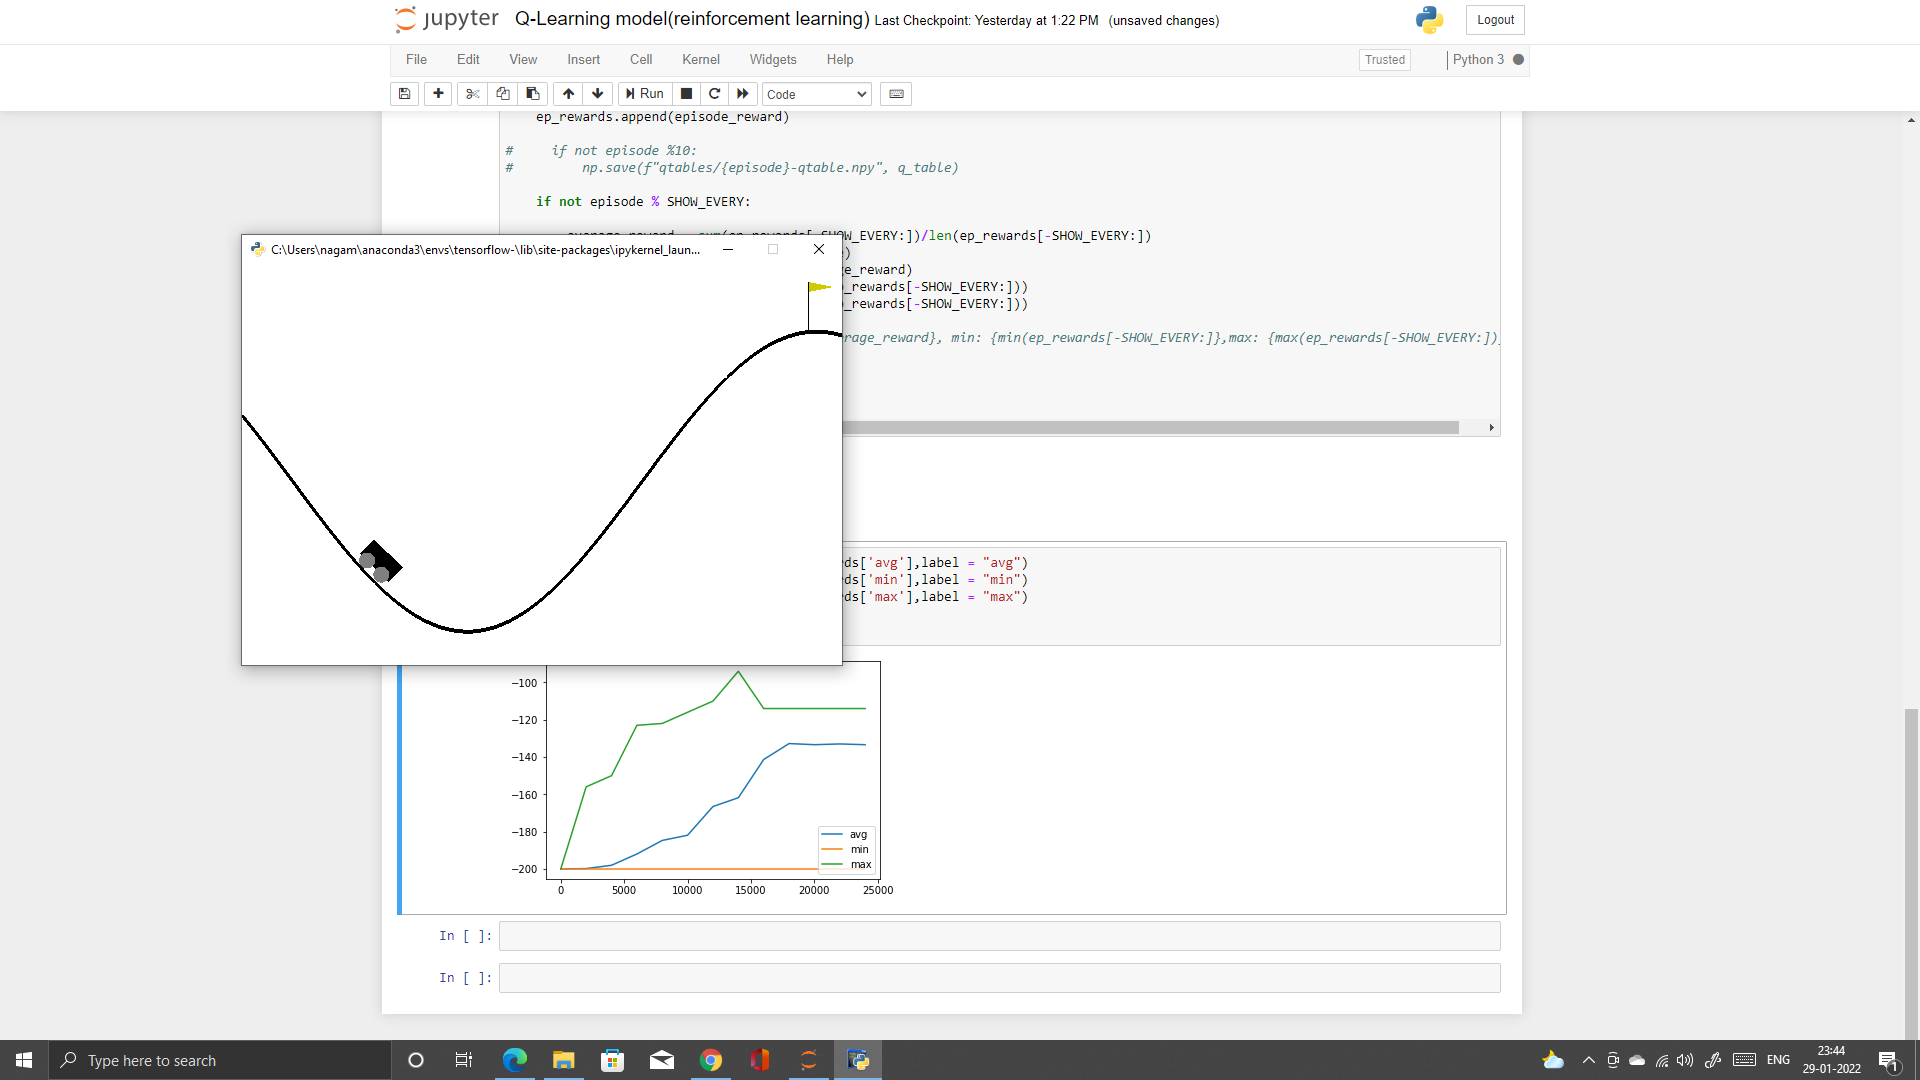 jupyter Q-Learning model(reinforcement learning) Last Checkpoint: Yesterday at 1:22 PM (unsaved changes) Logout
File Edit View Insert Cell Kernel Widgets Help Trusted Python 3
Run Code
ep_rewards.append(episode_reward)
# if not episode %10:
# np.save(f"qtables/{episode}-qtable.npy", q_table)
if not episode % SHOW_EVERY:
OW_EVERY:])/len(ep_rewards[-SHOW_EVERY:])
C:\Users\nagam\anaconda3\envs\tensorflow-\lib\site-packages\ipykernel_laun...
)
e_reward)
_rewards[-SHOW_EVERY:]))
_rewards[-SHOW_EVERY:]))
rage_reward}, min: {min(ep_rewards[-SHOW_EVERY:]},max: {max(ep_rewards[-SHOW_EVERY:])
ds['avg'],label = "avg")
ds['min'],label = "min")
ds['max'],label = "max")
−100
−120
−140
−160
−180
−200
avg
min
max
0 5000 10000 15000 20000 25000
In [ ]:
In [ ]:
Type here to search
ENG
23:44
29-01-2022
1